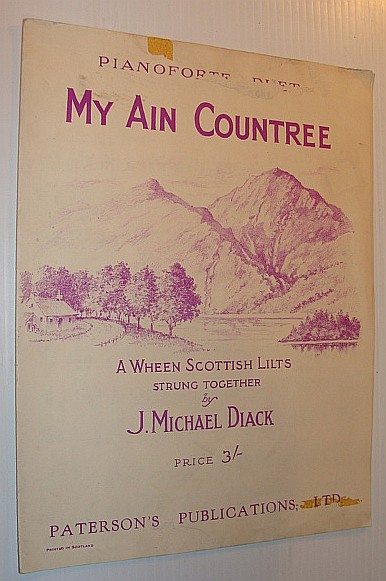 PIANOFORTE DUET
MY AIN COUNTREE
A WHEEN SCOTTISH LILTS
STRUNG TOGETHER
by
J. MICHAEL DIACK
PRICE 3/-
PATERSON'S PUBLICATIONS, LTD.
PRINTED IN SCOTLAND